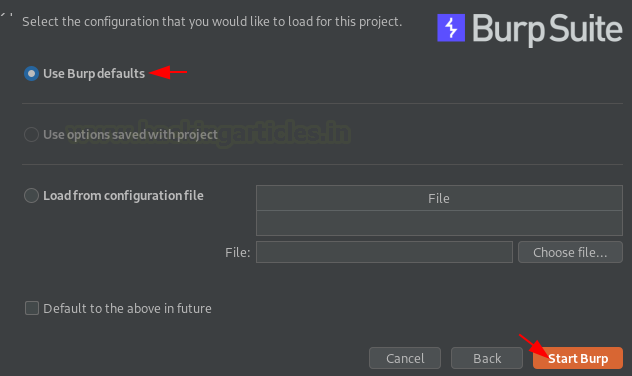 Select the configuration that you would like to load for this project.
Burp Suite
Use Burp defaults
Use options saved with project
www.hackingarticles.in
Load from configuration file
File
File:
Choose file...
Default to the above in future
Cancel
Back
Start Burp